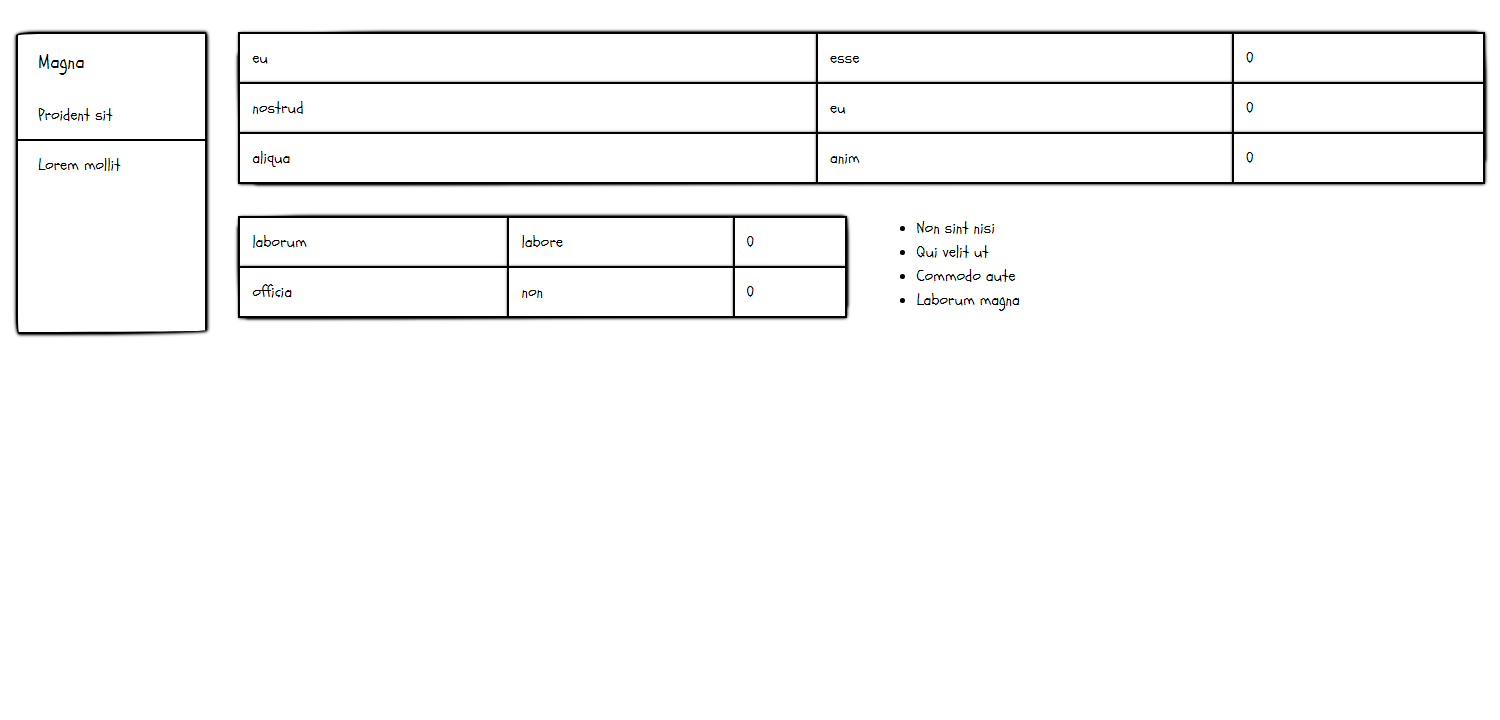 Magna
Proident sit
Lorem mollit
eu esse 0
nostrud eu 0
aliqua anim 0
laborum labore 0
officia non 0
Non sint nisi
Qui velit ut
Commodo aute
Laborum magna